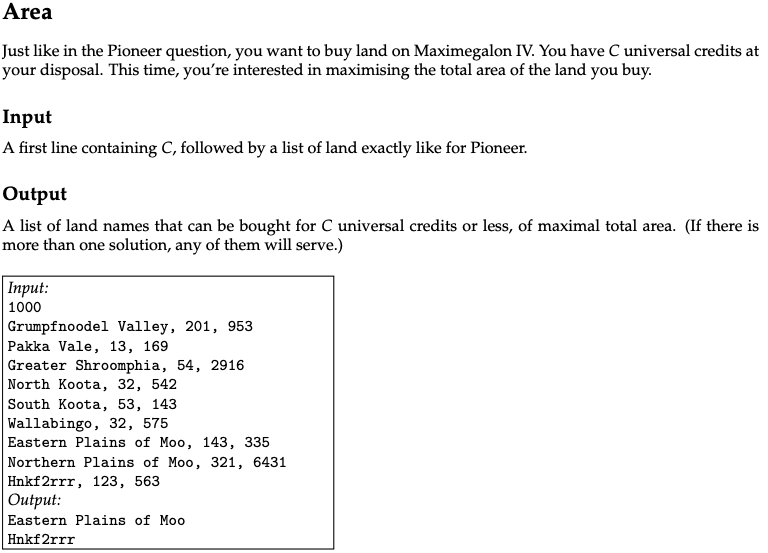 Area
Just like in the Pioneer question, you want to buy land on Maximegalon IV. You have C universal credits at
your disposal. This time, you're interested in maximising the total area of the land you buy.
Input
A first line containing C, followed by a list of land exactly like for Pioneer.
Output
A list of land names that can be bought for C universal credits or less, of maximal total area. (If there is
more than one solution, any of them will serve.)
Input:
1000
Grumpfnoodel Valley, 201, 953
Pakka Vale, 13, 169
Greater Shroomphia, 54, 2916
North Koota, 32, 542
South Koota, 53, 143
Wallabingo, 32, 575
Eastern Plains of Moo, 143, 335
Northern Plains of Moo, 321, 6431
Hnkf2rrr, 123, 563
Output:
Eastern Plains of Moo
Hnkf2rrr